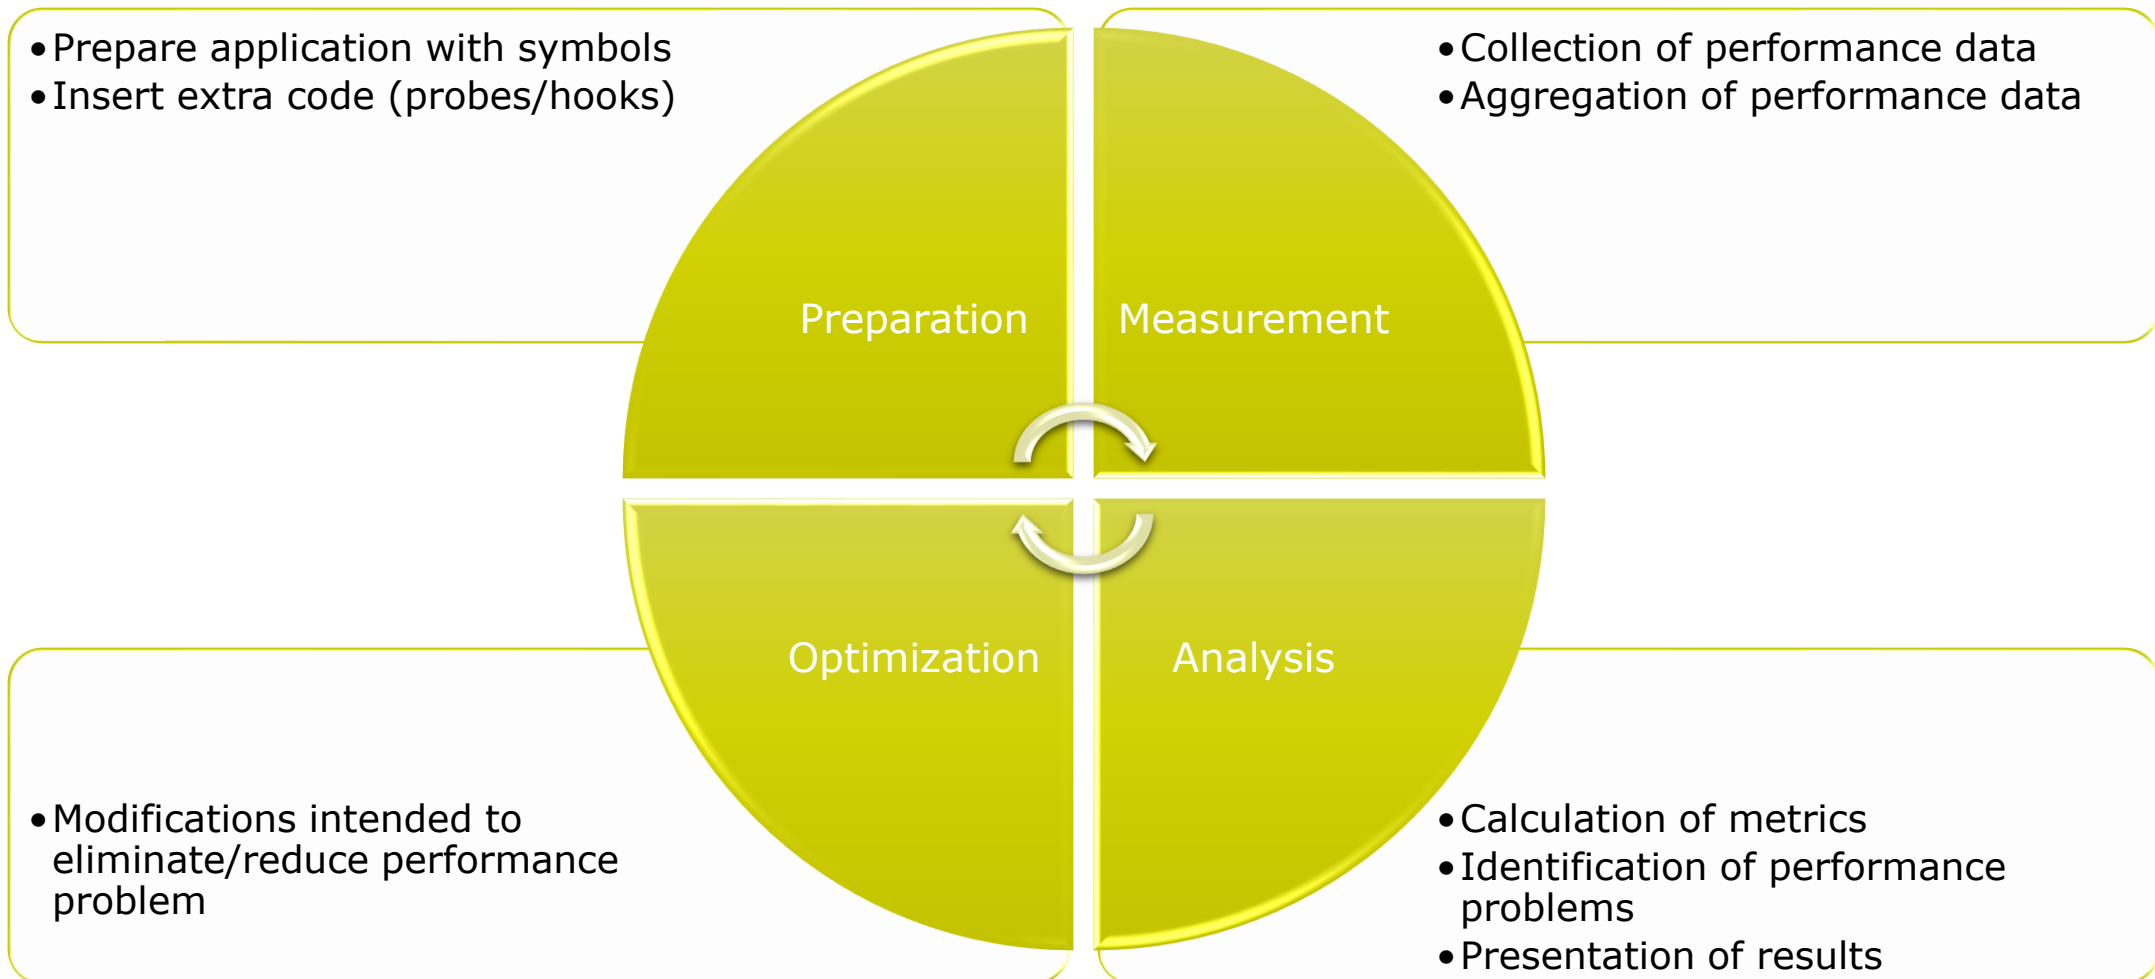 •Prepare application with symbols
•Insert extra code (probes/hooks)
•Collection of performance data
•Aggregation of performance data
Preparation
Measurement
Optimization
Analysis
•Modifications intended to
eliminate/reduce performance
problem
•Calculation of metrics
•Identification of performance
problems
•Presentation of results